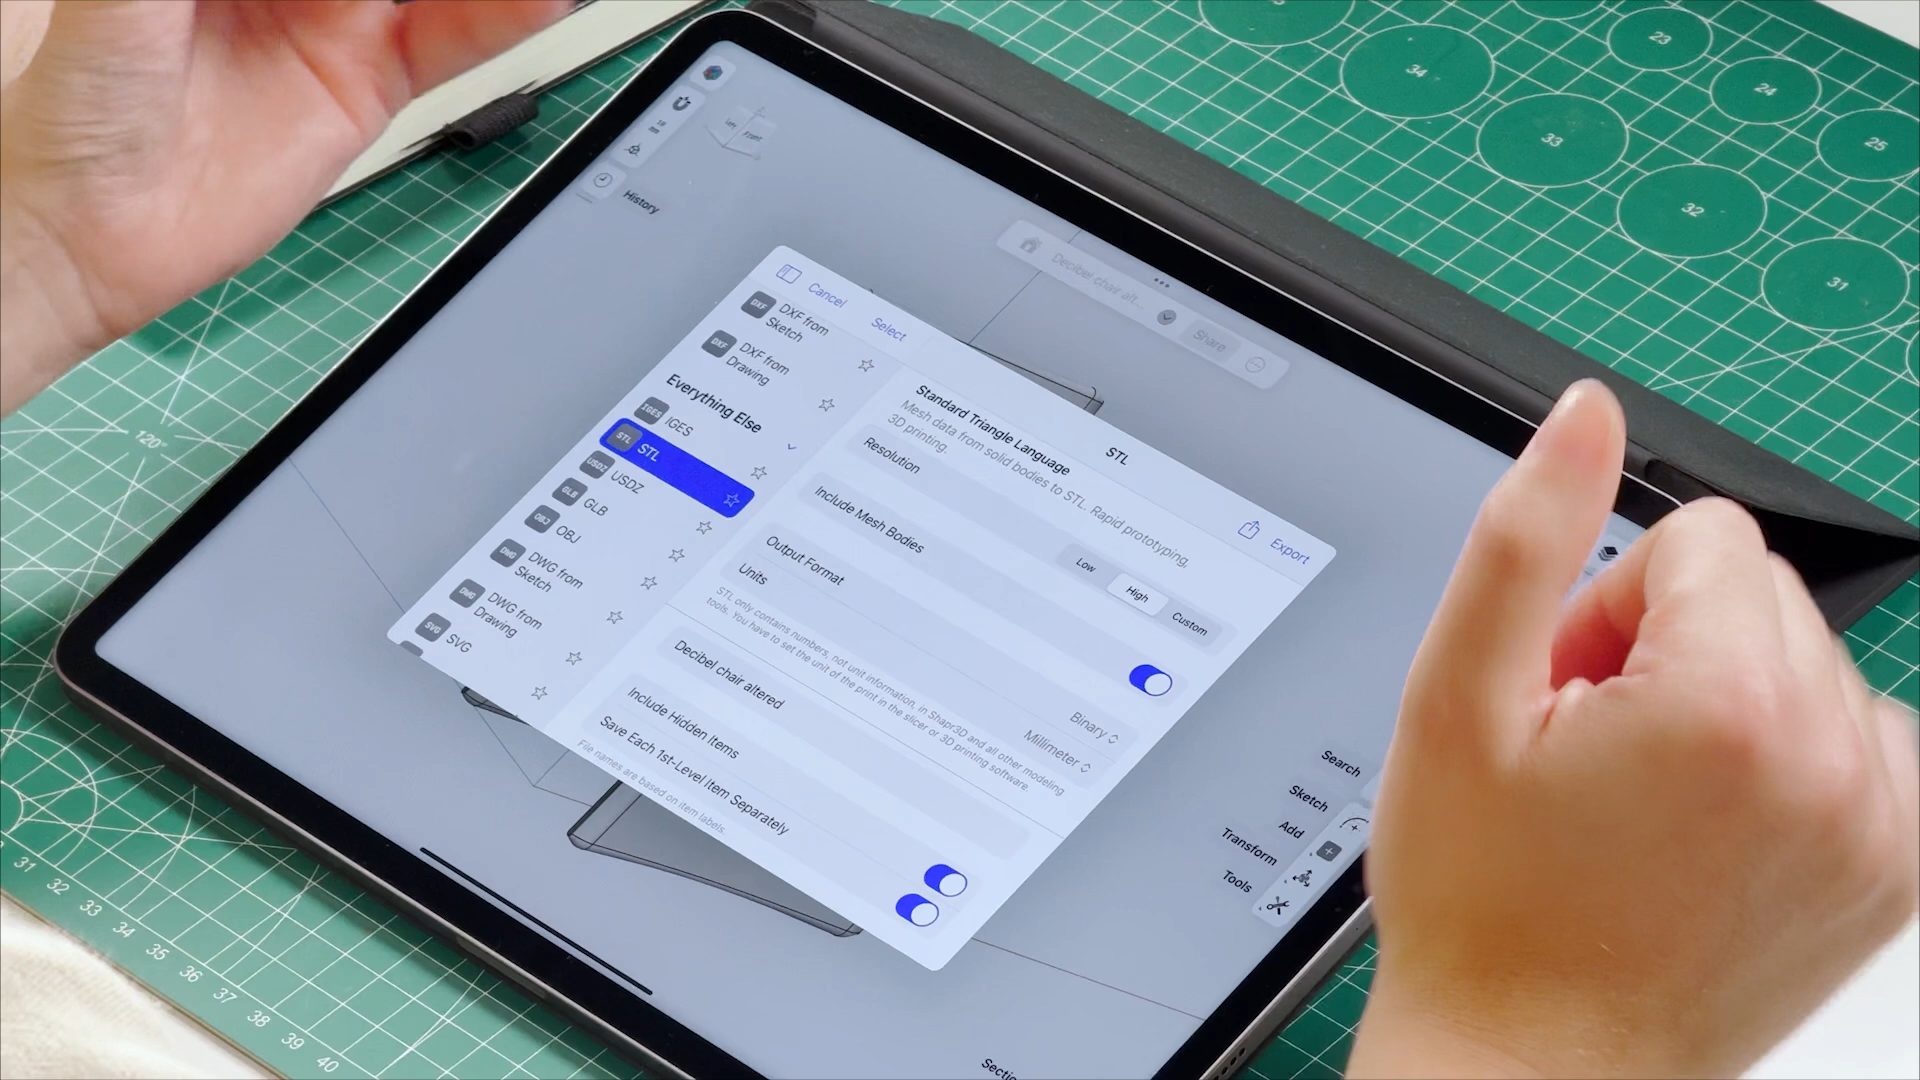 History
Front
Decibel chair alt...
Share
Cancel
Select
DXF
DXF from
Sketch
DXF
DXF from
Drawing
Everything Else
IGES
IGES
STL
STL
USDZ
USDZ
GLB
GLB
OBJ
OBJ
DWG
DWG from
Sketch
DWG
DWG from
Drawing
SVG
SVG
STL
Export
Standard Triangle Language
Mesh data from solid bodies to STL. Rapid prototyping,
3D printing.
Resolution
Low
High
Custom
Include Mesh Bodies
Output Format
Binary
Units
Millimeter
STL only contains numbers, not unit information, in Shapr3D and all other modeling
tools. You have to set the unit of the print in the slicer or 3D printing software.
Decibel chair altered
Include Hidden Items
Save Each 1st-Level Item Separately
File names are based on item labels.
Search
Sketch
Add
Transform
Tools
Sectio
23
34
24
33
25
32
31
120°
31
32
33
34
35
36
37
38
39
40